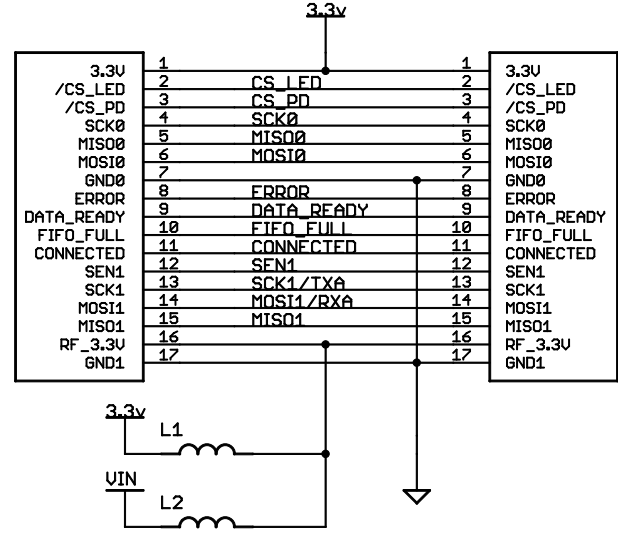 3.3v
3.3V 1 1 3.3V
/CS_LED 2 CS_LED 2 /CS_LED
/CS_PD 3 CS_PD 3 /CS_PD
SCK0 4 SCK0 4 SCK0
MISO0 5 MISO0 5 MISO0
MOSI0 6 MOSI0 6 MOSI0
GND0 7 7 GND0
ERROR 8 ERROR 8 ERROR
DATA_READY 9 DATA_READY 9 DATA_READY
FIFO_FULL 10 FIFO_FULL 10 FIFO_FULL
CONNECTED 11 CONNECTED 11 CONNECTED
SEN1 12 SEN1 12 SEN1
SCK1 13 SCK1/TXA 13 SCK1
MOSI1 14 MOSI1/RXA 14 MOSI1
MISO1 15 MISO1 15 MISO1
RF_3.3V 16 16 RF_3.3V
GND1 17 17 GND1
3.3v
L1
VIN
L2